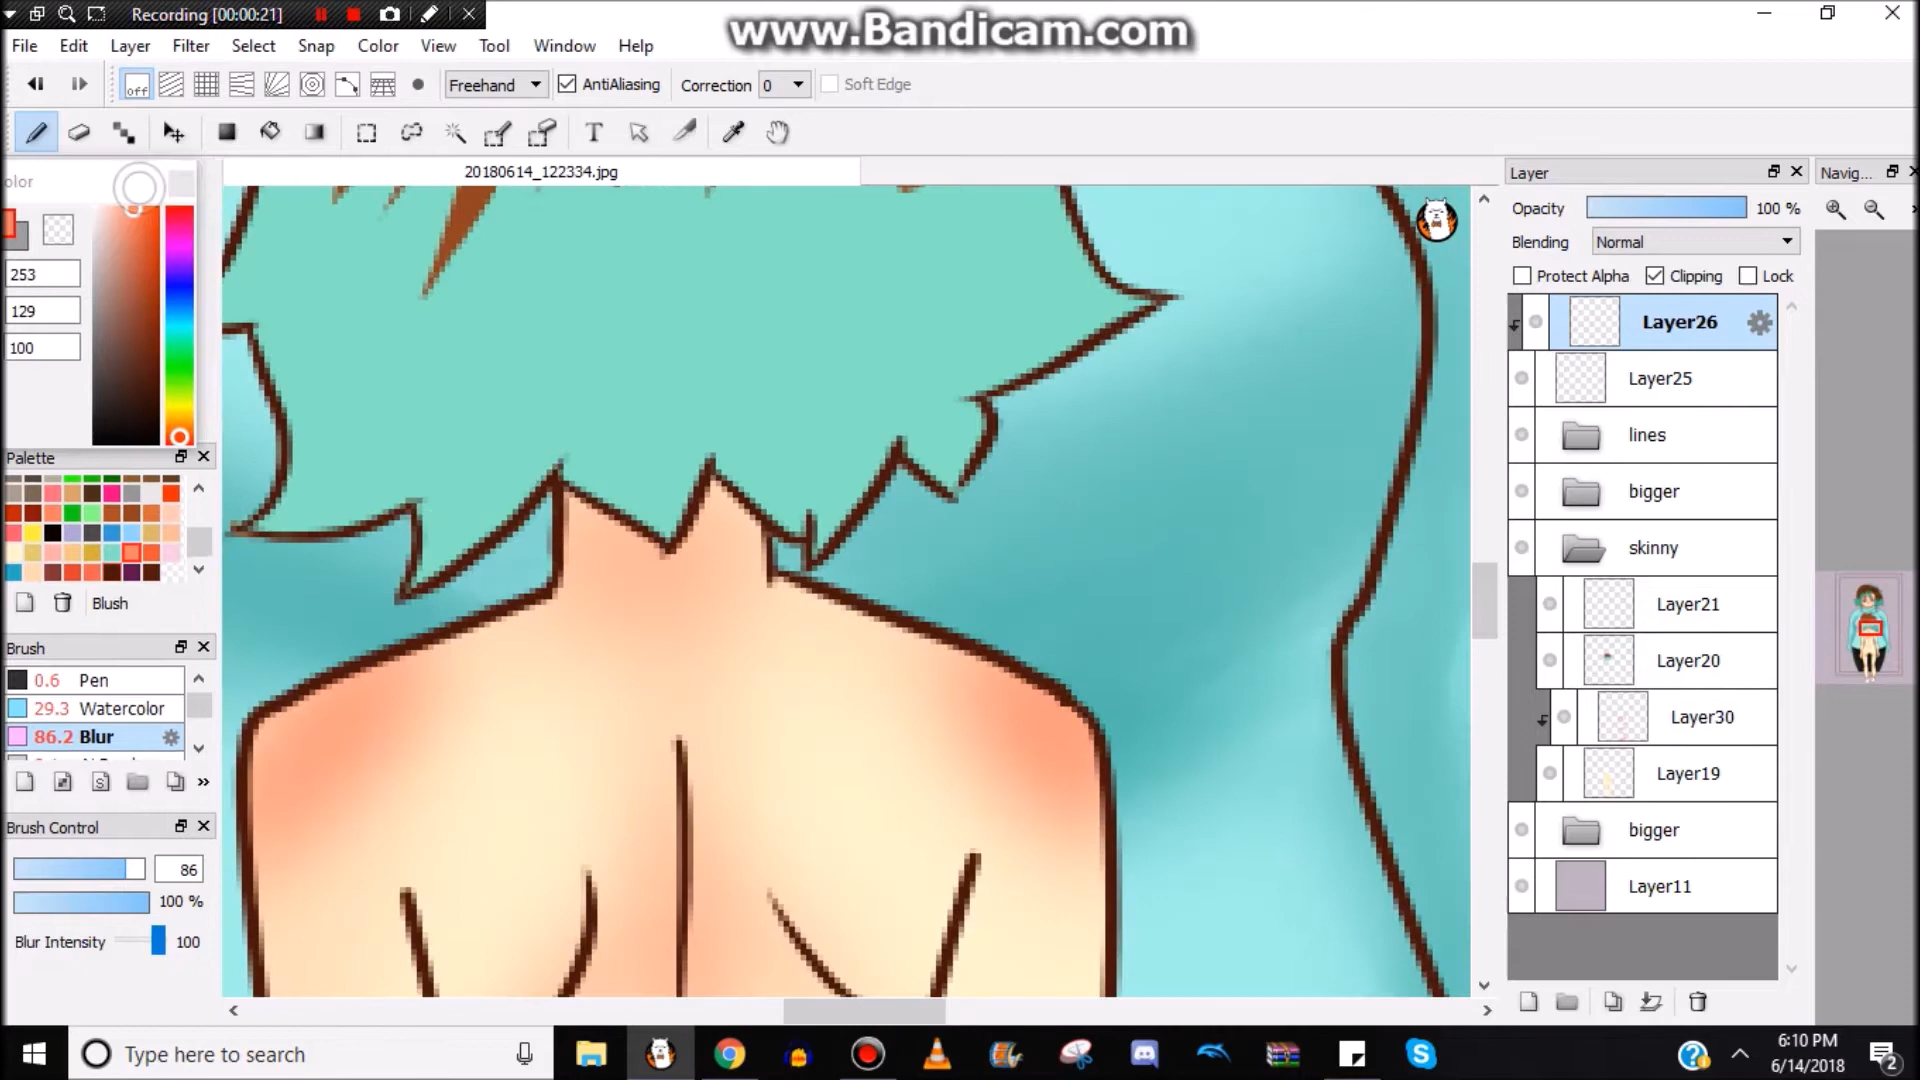 Recording [00:00:21]
www.Bandicam.com
File Edit Layer Filter Select Snap Color View Tool Window Help
off Freehand AntiAliasing Correction 0 Soft Edge
20180614_122334.jpg
olor
253
129
100
Palette
Blush
Brush
0.6 Pen
29.3 Watercolor
86.2 Blur
Brush Control
86
100 %
Blur Intensity 100
Layer
Opacity 100 %
Blending Normal
Protect Alpha Clipping Lock
Layer26
Layer25
lines
bigger
skinny
Layer21
Layer20
Layer30
Layer19
bigger
Layer11
Navig...
Type here to search
6:10 PM
6/14/2018
2